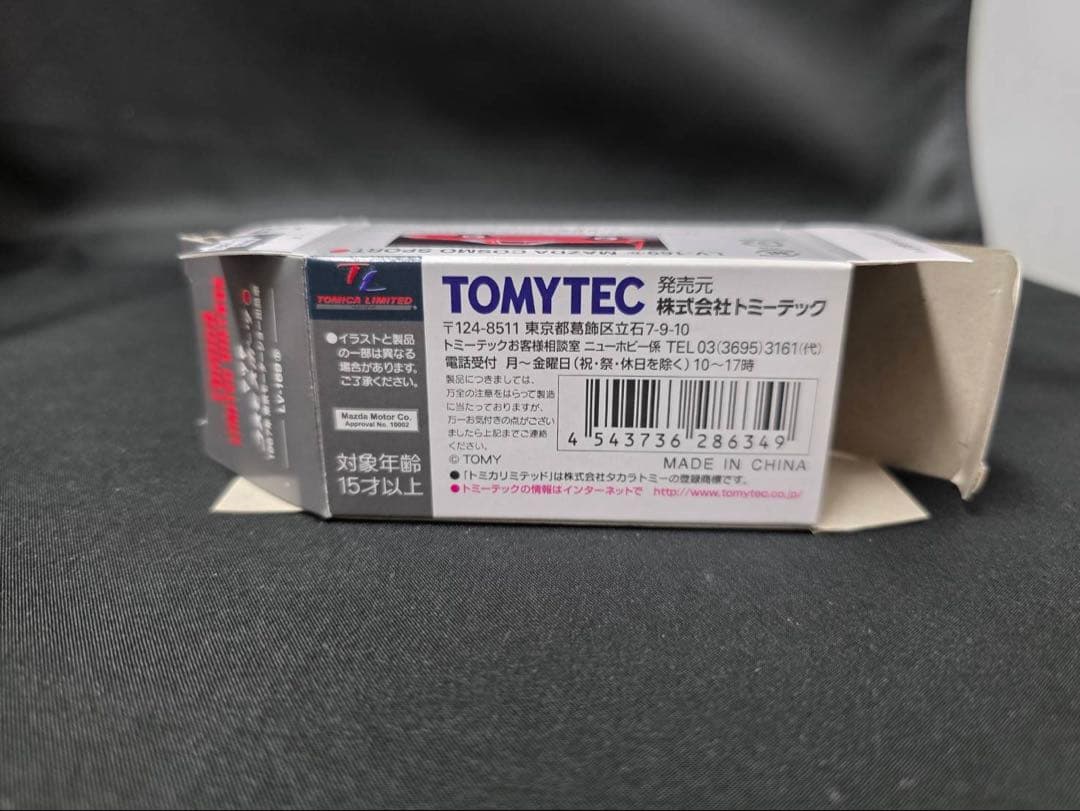 LV-166a MAZDA COSMO SPORT
TOMICA LIMITED
●イラストと製品
の一部は異なる
場合があります。
ご了承ください。
Mazda Motor Co.
Approval No. 10002
対象年齢
15才以上
TOMYTEC
発売元
株式会社トミーテック
〒124-8511 東京都葛飾区立石7-9-10
トミーテックお客様相談室 ニューホビー係 TEL 03(3695)3161(代)
電話受付 月～金曜日(祝・祭・休日を除く)10～17時
製品につきましては、
万全の注意をはらって製造
に当たっておりますが、
万一お気付きの点がござい
ましたら上記までご連絡
ください。
© TOMY
4 543736 286349
MADE IN CHINA
●「トミカリミテッド」は株式会社タカラトミーの登録商標です。
●トミーテックの情報はインターネットで http://www.tomytec.co.jp/